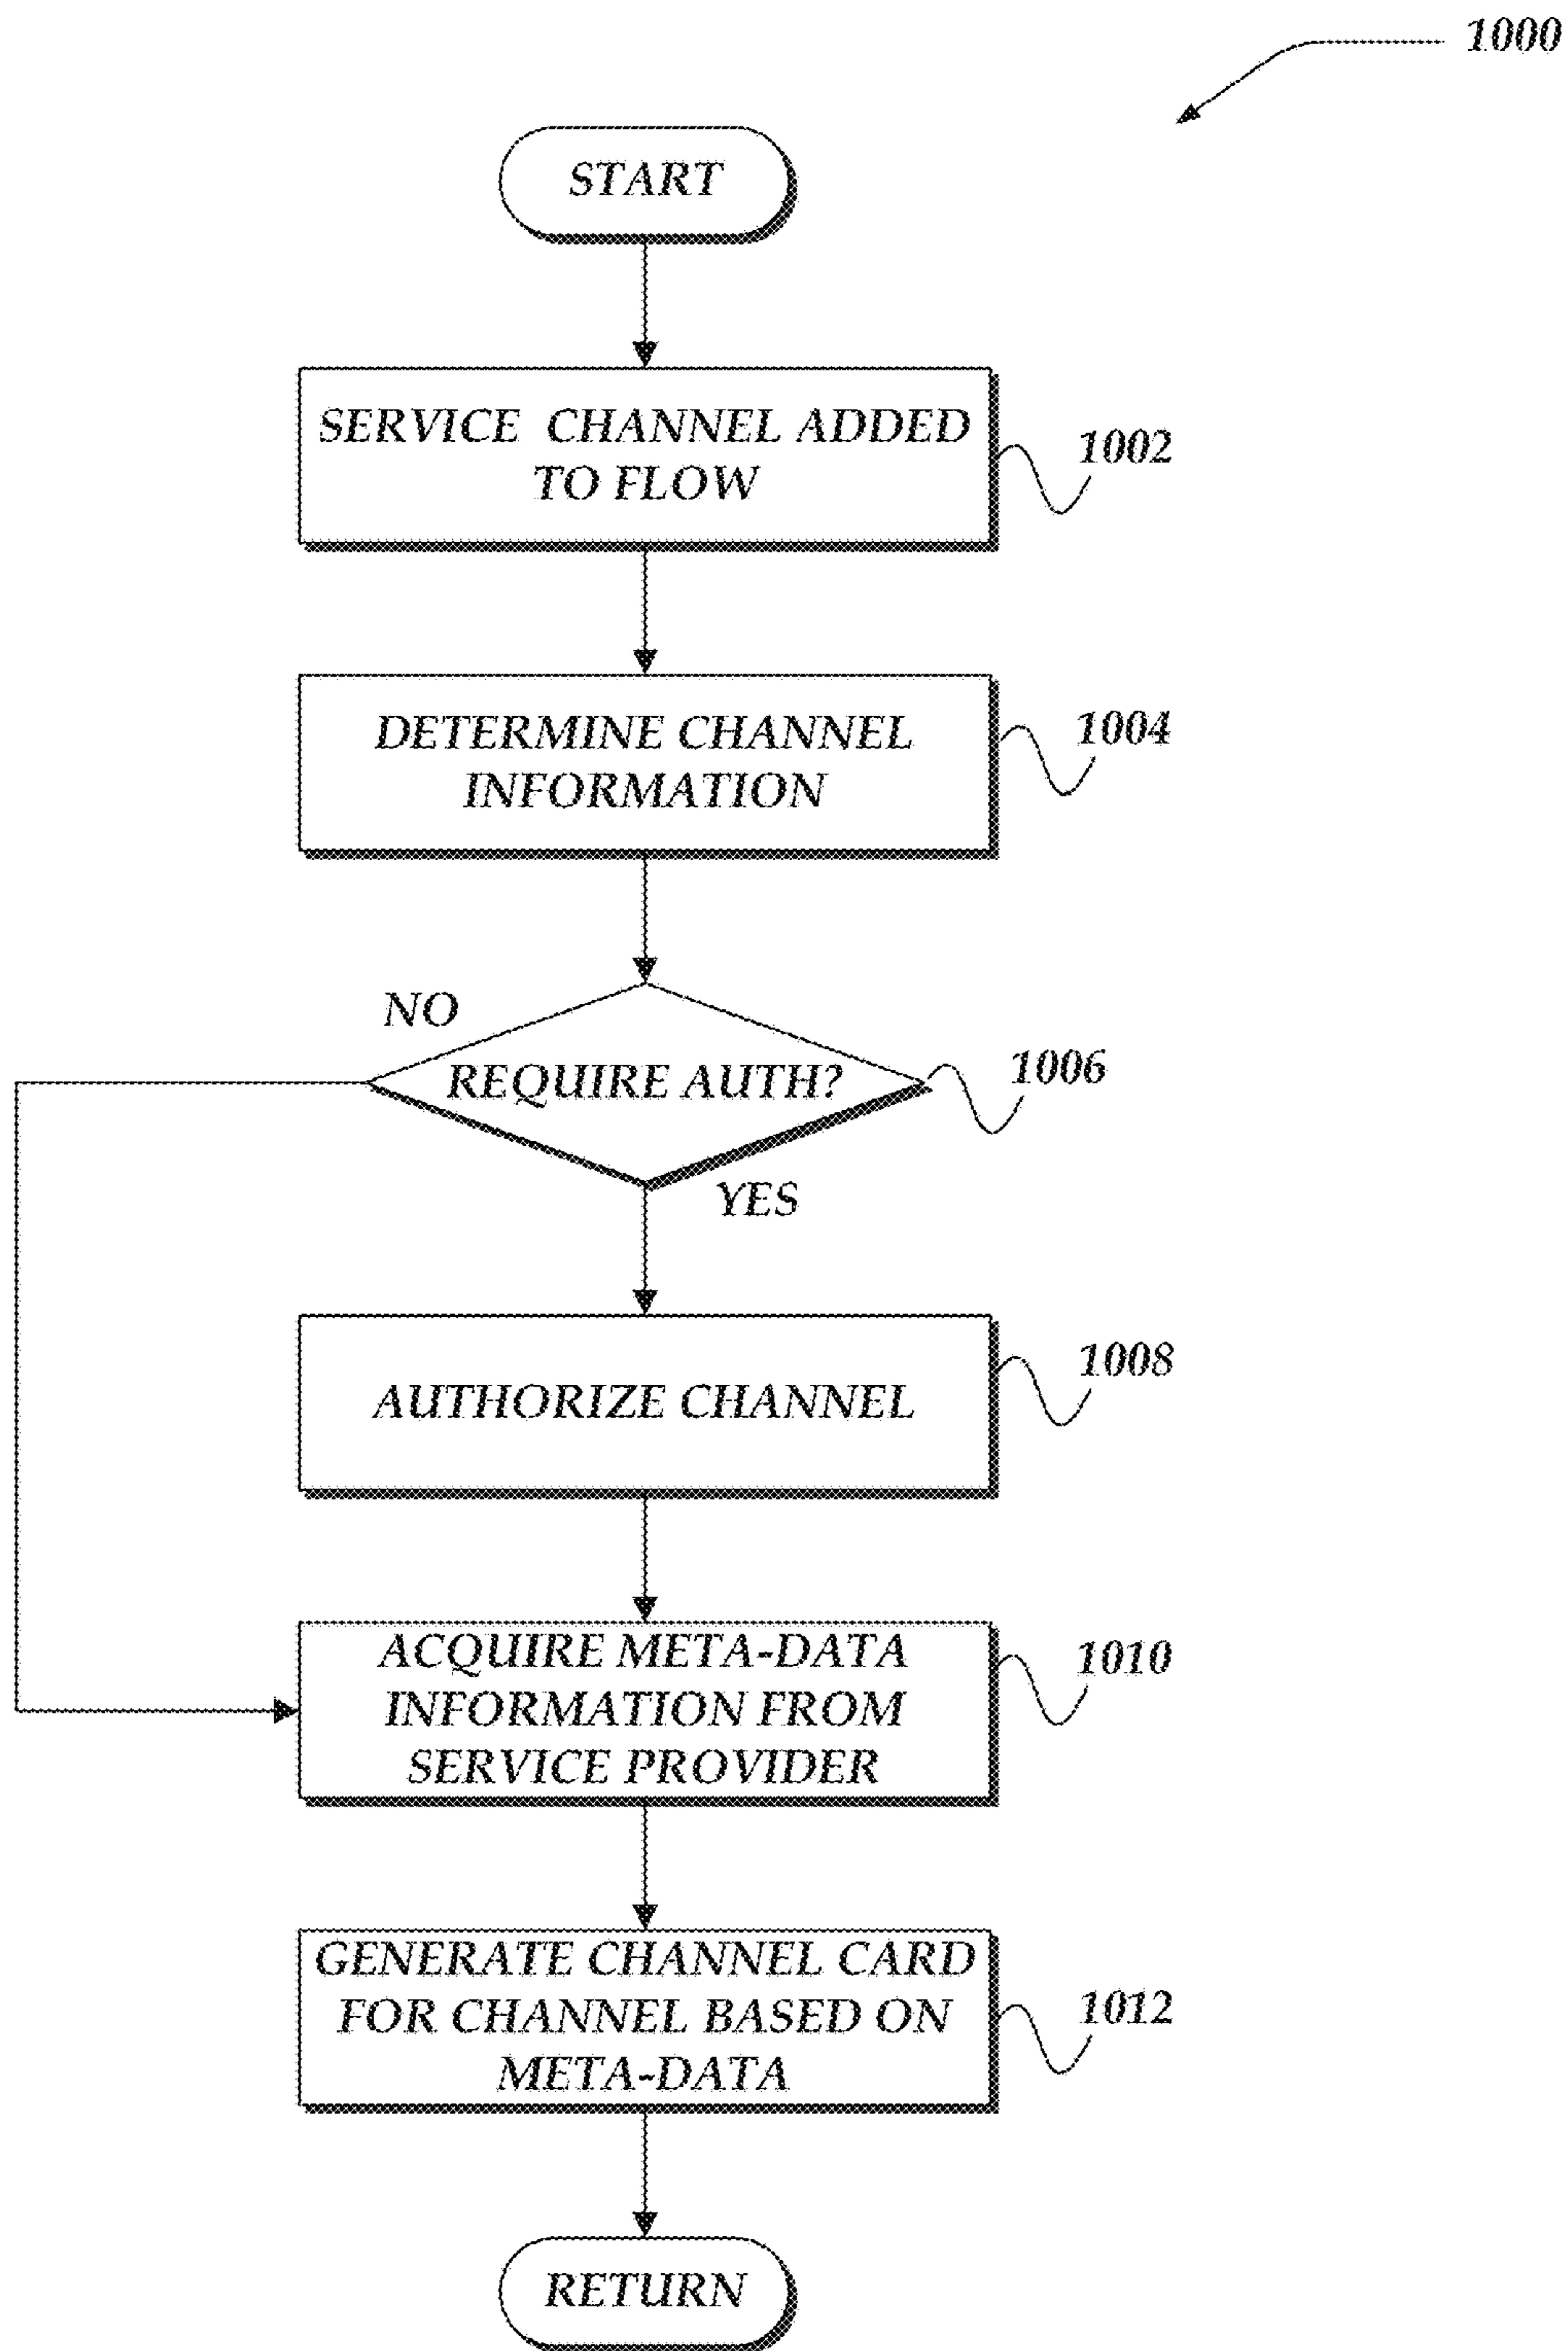 1000
START
SERVICE CHANNEL ADDED
TO FLOW
1002
DETERMINE CHANNEL
INFORMATION
1004
NO
REQUIRE AUTH?
1006
YES
AUTHORIZE CHANNEL
1008
ACQUIRE META-DATA
INFORMATION FROM
SERVICE PROVIDER
1010
GENERATE CHANNEL CARD
FOR CHANNEL BASED ON
META-DATA
1012
RETURN